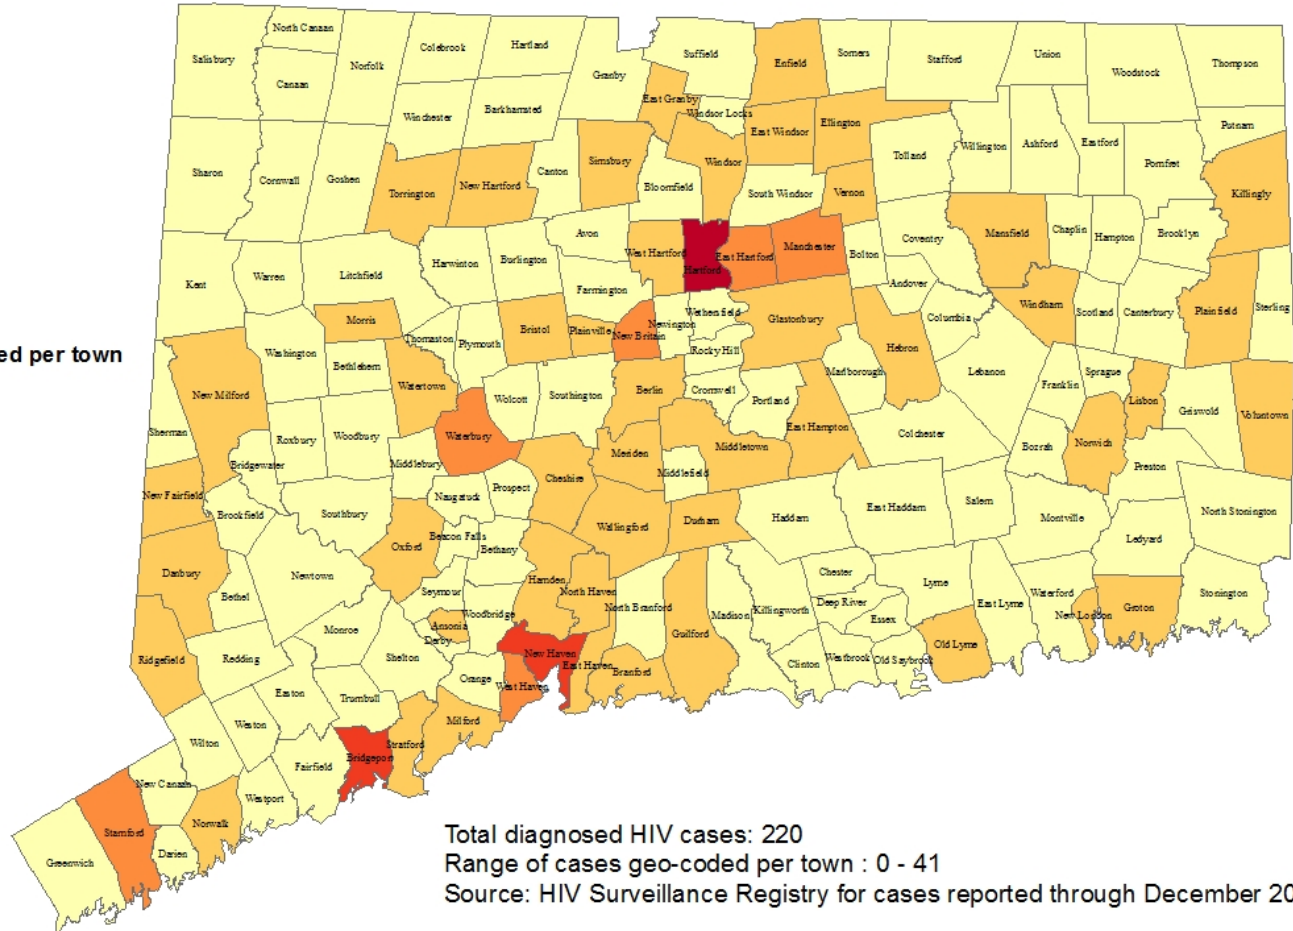 North Canaan
Colebrook
Hartland
Salisbury
Norfolk
Canaan
Granby
Suffield
Enfield
Somers
Stafford
Union
Woodstock
Thompson
East Granby
Windsor Locks
Winchester
Barkhamsted
East Windsor
Ellington
Putnam
Willington
Ashford
Eastford
Pomfret
Tolland
Sharon
Cornwall
Goshen
Torrington
New Hartford
Canton
Simsbury
Bloomfield
Windsor
South Windsor
Vernon
Killingly
Avon
West Hartford
Hartford
East Hartford
Manchester
Bolton
Coventry
Mansfield
Chaplin
Hampton
Brooklyn
Kent
Warren
Litchfield
Harwinton
Burlington
Farmington
Andover
Windham
Scotland
Canterbury
Plainfield
Sterling
Morris
Thomaston
Plymouth
Bristol
Plainville
New Britain
Newington
Wethersfield
Rocky Hill
Glastonbury
Hebron
Columbia
ed per town
Washington
Bethlehem
Watertown
New Milford
Wolcott
Southington
Berlin
Cromwell
Portland
Marlborough
Lebanon
Franklin
Sprague
Lisbon
Griswold
Voluntown
Sherman
Roxbury
Woodbury
Waterbury
Bridgewater
Middlebury
Cheshire
Meriden
Middletown
Middlefield
East Hampton
Colchester
Bozrah
Norwich
Preston
New Fairfield
Brookfield
Southbury
Naugatuck
Prospect
Wallingford
Durham
Haddam
East Haddam
Salem
Montville
North Stonington
Ledyard
Danbury
Bethel
Newtown
Oxford
Beacon Falls
Bethany
Hamden
North Haven
Seymour
Woodbridge
Ansonia
Derby
North Branford
Guilford
Madison
Killingworth
Chester
Deep River
Essex
Lyme
East Lyme
Waterford
New London
Groton
Stonington
Ridgefield
Redding
Monroe
Shelton
Orange
New Haven
West Haven
East Haven
Branford
Clinton
Westbrook
Old Saybrook
Old Lyme
Easton
Trumbull
Weston
Wilton
Milford
Stratford
Bridgeport
Fairfield
Westport
New Canaan
Norwalk
Darien
Stamford
Greenwich
Total diagnosed HIV cases: 220
Range of cases geo-coded per town : 0 - 41
Source: HIV Surveillance Registry for cases reported through December 20